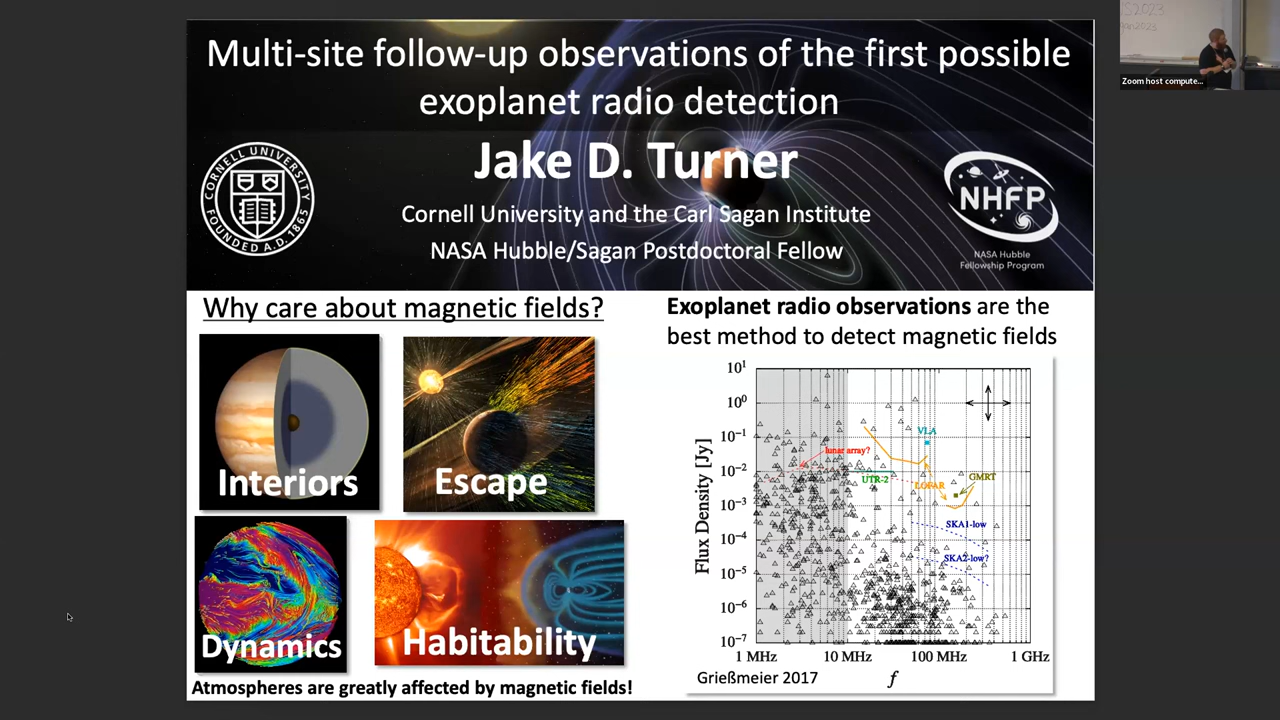 Multi-site follow-up observations of the first possible
exoplanet radio detection
Jake D. Turner
Cornell University and the Carl Sagan Institute
NASA Hubble/Sagan Postdoctoral Fellow
CORNELL UNIVERSITY
FOUNDED A.D. 1865
NHFP
NASA Hubble
Fellowship Program
Zoom host compute...
Why care about magnetic fields?
Interiors
Escape
Dynamics
Habitability
Atmospheres are greatly affected by magnetic fields!
Exoplanet radio observations are the
best method to detect magnetic fields
Flux Density [Jy]
10¹
10⁰
10⁻¹
10⁻²
10⁻³
10⁻⁴
10⁻⁵
10⁻⁶
10⁻⁷
VLA
lunar array?
UTR-2
LOFAR
GMRT
SKA1-low
SKA2-low?
1 MHz 10 MHz 100 MHz 1 GHz
Grießmeier 2017
f